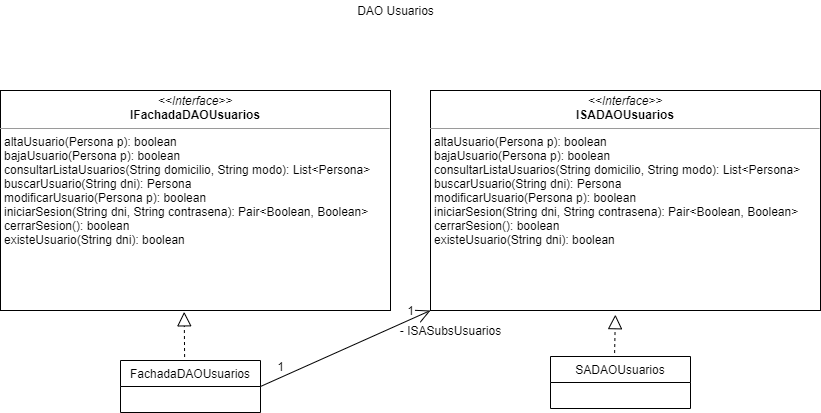 DAO Usuarios
<<Interface>>
IFachadaDAOUsuarios
altaUsuario(Persona p): boolean
bajaUsuario(Persona p): boolean
consultarListaUsuarios(String domicilio, String modo): List<Persona>
buscarUsuario(String dni): Persona
modificarUsuario(Persona p): boolean
iniciarSesion(String dni, String contrasena): Pair<Boolean, Boolean>
cerrarSesion(): boolean
existeUsuario(String dni): boolean
<<Interface>>
ISADAOUsuarios
altaUsuario(Persona p): boolean
bajaUsuario(Persona p): boolean
consultarListaUsuarios(String domicilio, String modo): List<Persona>
buscarUsuario(String dni): Persona
modificarUsuario(Persona p): boolean
iniciarSesion(String dni, String contrasena): Pair<Boolean, Boolean>
cerrarSesion(): boolean
existeUsuario(String dni): boolean
1
- ISASubsUsuarios
1
FachadaDAOUsuarios
SADAOUsuarios